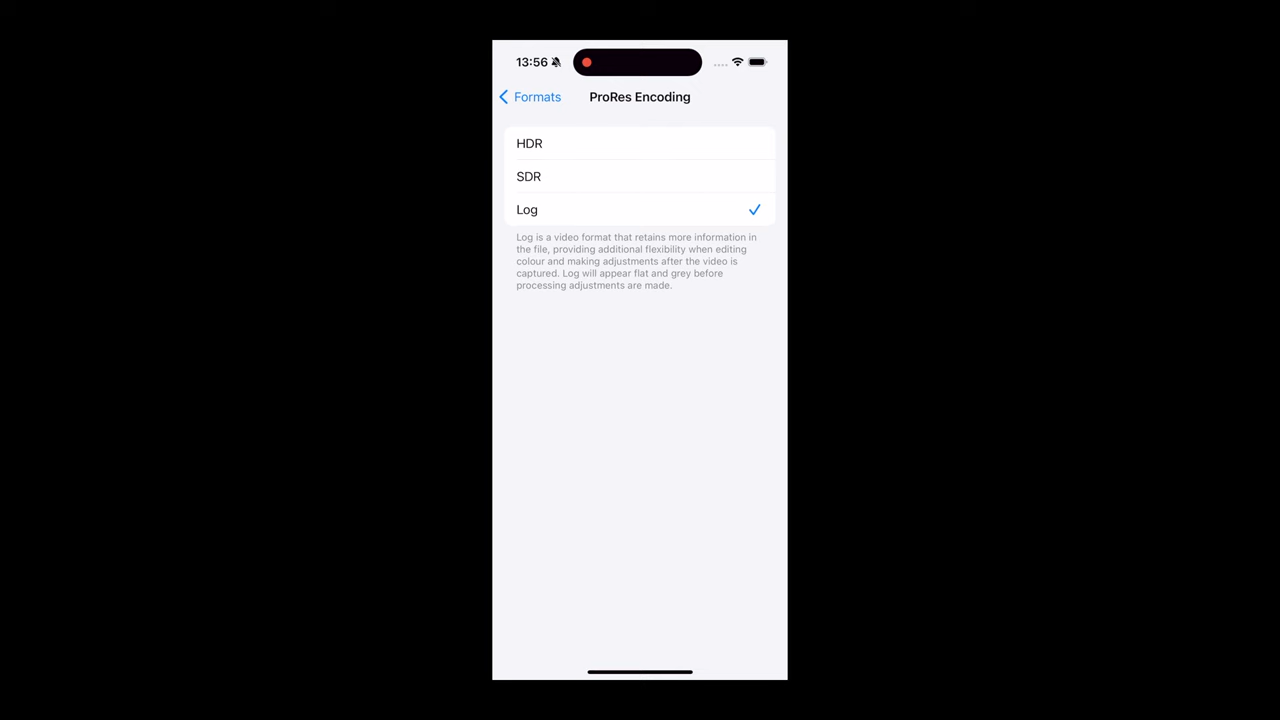 13:56
Formats
ProRes Encoding
HDR
SDR
Log
Log is a video format that retains more information in
the file, providing additional flexibility when editing
colour and making adjustments after the video is
captured. Log will appear flat and grey before
processing adjustments are made.